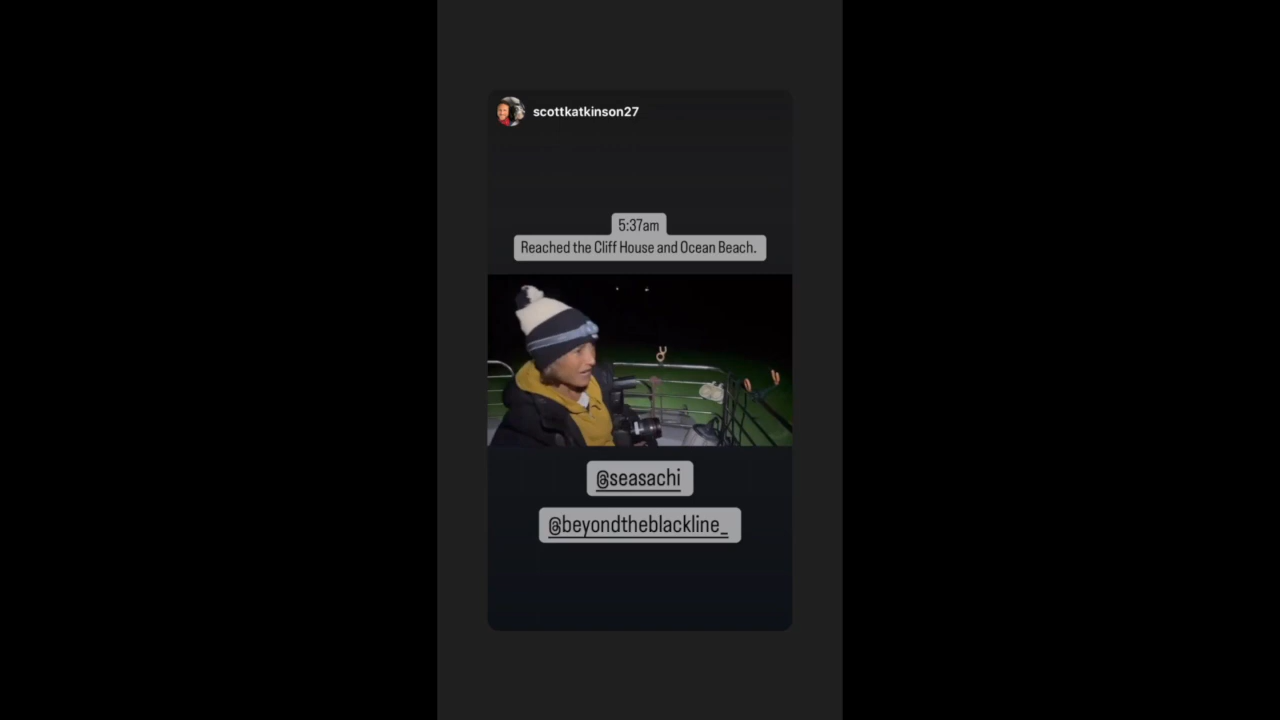 scottkatkinson27
5:37am
Reached the Cliff House and Ocean Beach.
@seasachi
@beyondtheblackline_